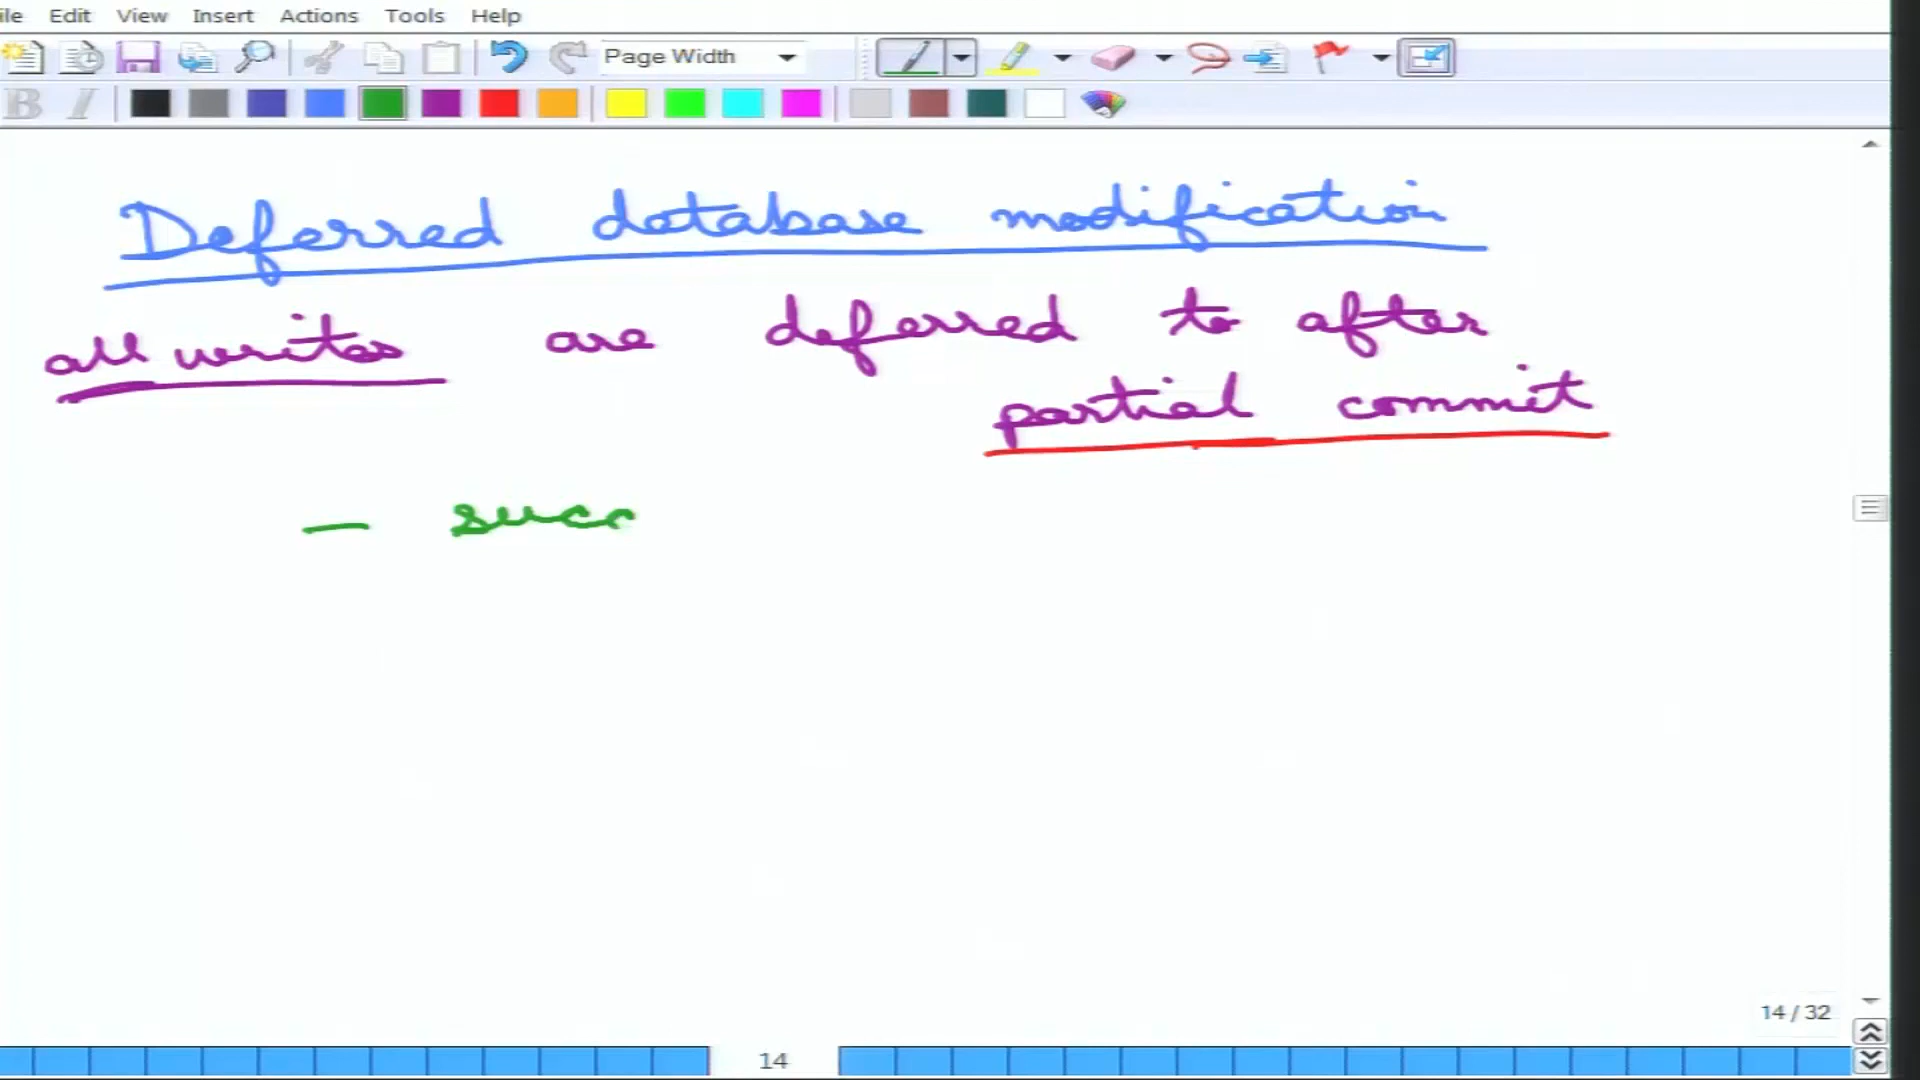 ile Edit View Insert Actions Tools Help
Page Width
B I
Deferred database modification
all writes are deferred to after
partial commit
– succ
14 / 32
14